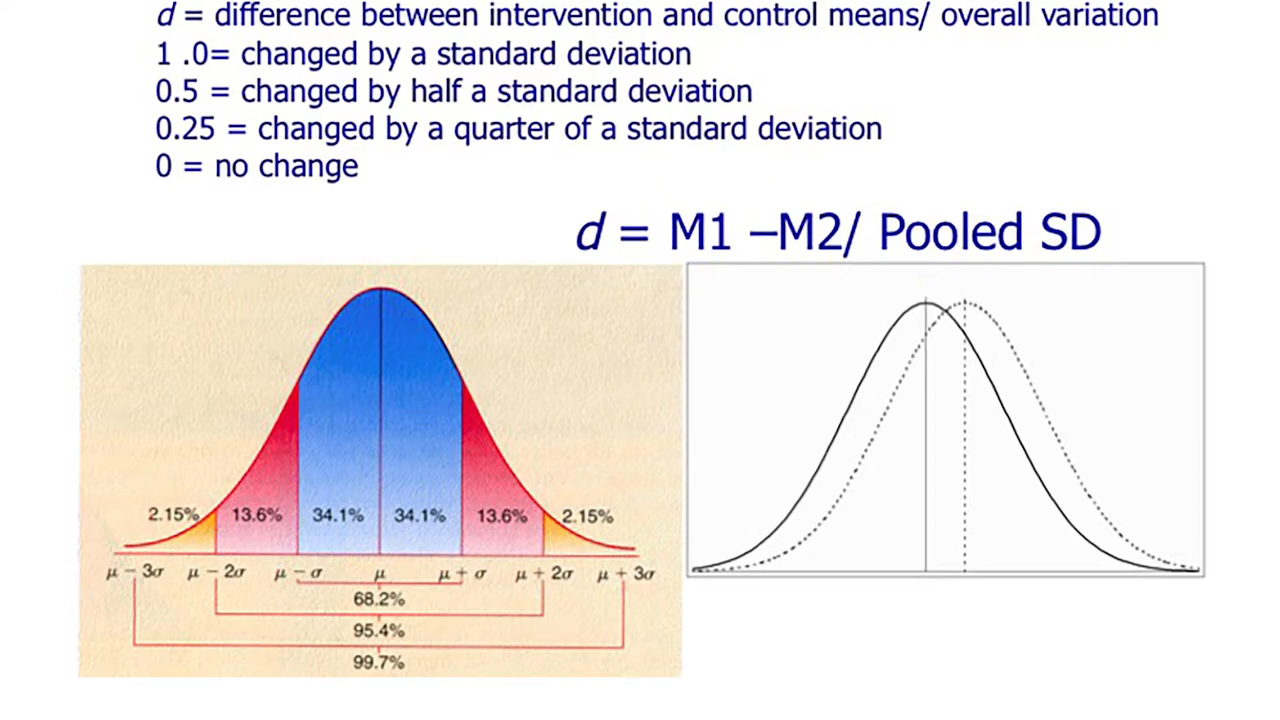 d = difference between intervention and control means/ overall variation
1 .0= changed by a standard deviation
0.5 = changed by half a standard deviation
0.25 = changed by a quarter of a standard deviation
0 = no change
d = M1 –M2/ Pooled SD
2.15% 13.6% 34.1% 34.1% 13.6% 2.15%
μ − 3σ μ − 2σ μ − σ μ μ + σ μ + 2σ μ + 3σ
68.2%
95.4%
99.7%